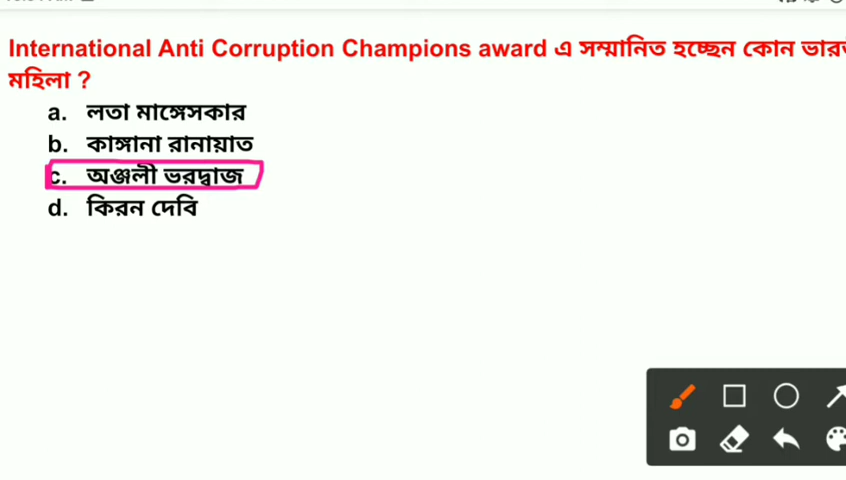 International Anti Corruption Champions award এ সম্মানিত হচ্ছেন কোন
মহিলা ?
a. লতা মাঙ্গেসকার
b. কাঙ্গানা রানায়াত
c. অঞ্জলী ভরদ্বাজ
d. কিরন দেবি